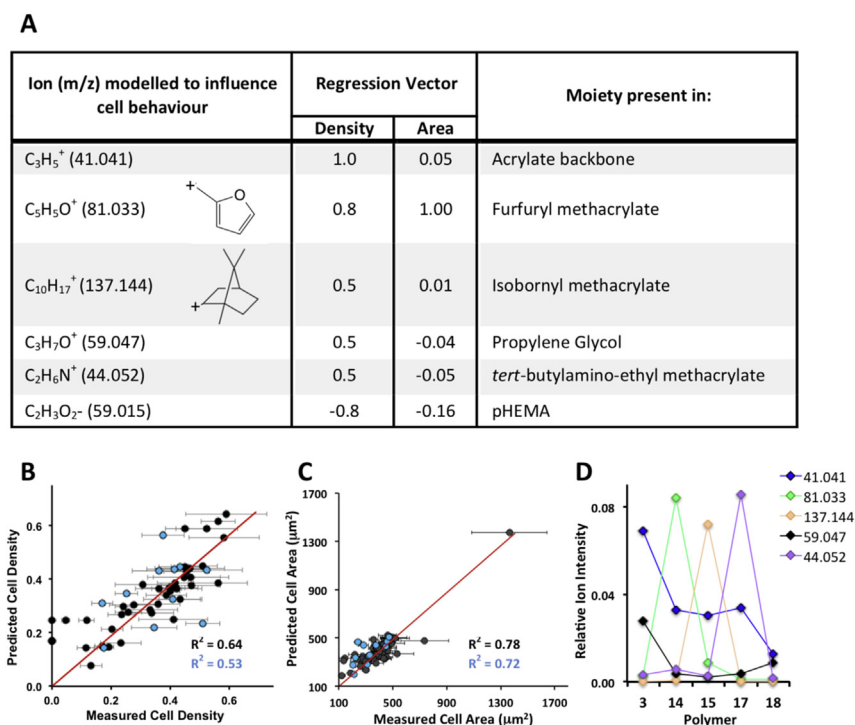 A
Ion (m/z) modelled to influence cell behaviour
Regression Vector
Moiety present in:
Density
Area
C₃H₅⁺ (41.041) 1.0 0.05 Acrylate backbone
C₅H₅O⁺ (81.033) + O 0.8 1.00 Furfuryl methacrylate
C₁₀H₁₇⁺ (137.144) + 0.5 0.01 Isobornyl methacrylate
C₃H₇O⁺ (59.047) 0.5 -0.04 Propylene Glycol
C₂H₆N⁺ (44.052) 0.5 -0.05 tert-butylamino-ethyl methacrylate
C₂H₃O₂- (59.015) -0.8 -0.16 pHEMA
B
Predicted Cell Density
0.6
0.4
0.2
0.0
R² = 0.64
R² = 0.53
0.0 0.2 0.4 0.6
Measured Cell Density
C
Predicted Cell Area (μm²)
1700
1300
900
500
100
R² = 0.78
R² = 0.72
100 500 900 1300 1700
Measured Cell Area (μm²)
D
Relative Ion Intensity
0.08
0.04
0.00
3 14 15 17 18
Polymer
41.041
81.033
137.144
59.047
44.052